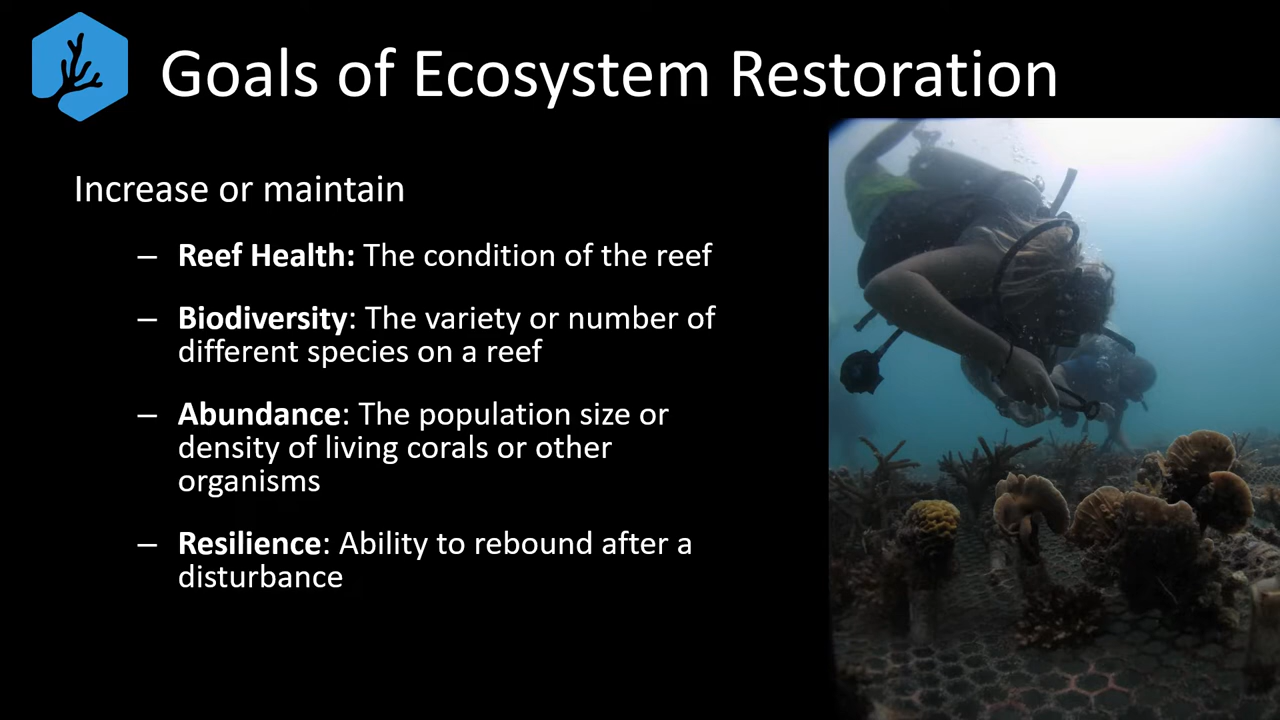 Goals of Ecosystem Restoration
Increase or maintain
– Reef Health: The condition of the reef
– Biodiversity: The variety or number of
different species on a reef
– Abundance: The population size or
density of living corals or other
organisms
– Resilience: Ability to rebound after a
disturbance